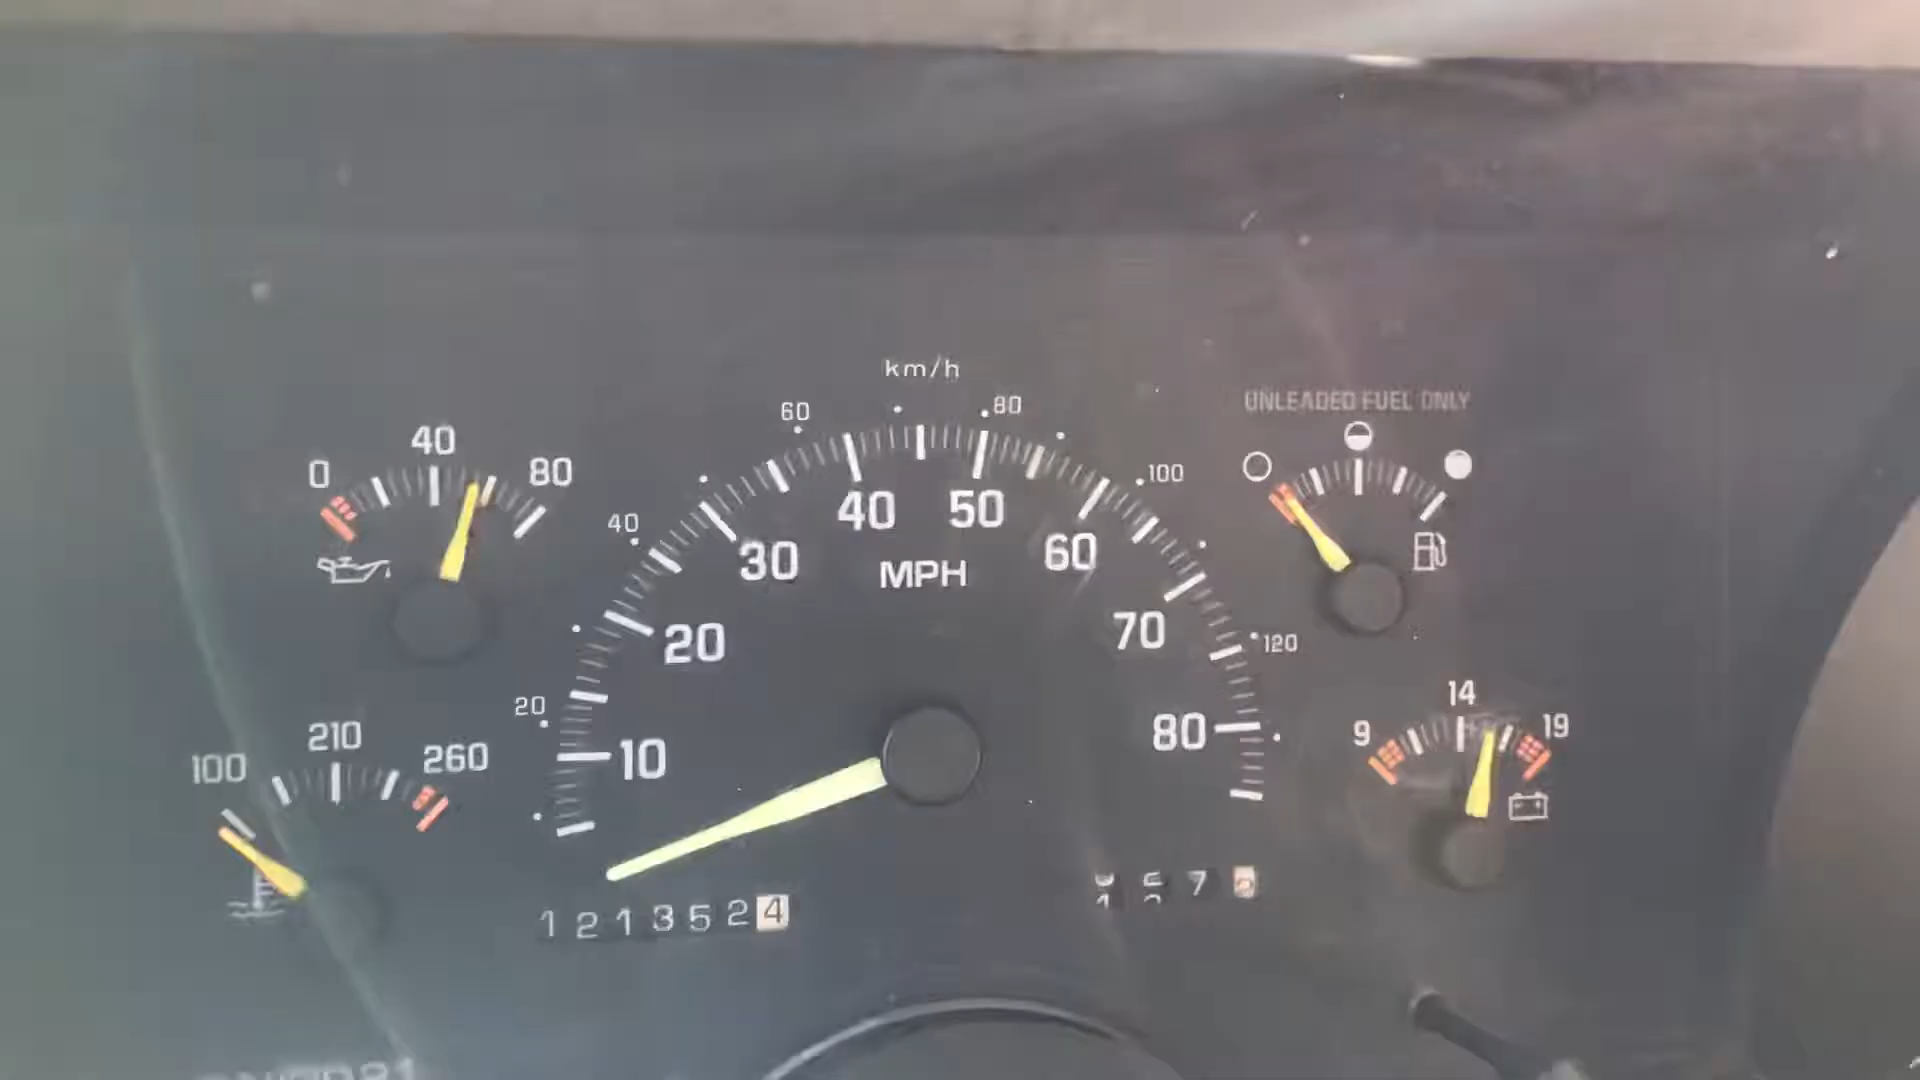 km/h
60 80
UNLEADED FUEL ONLY
0 40 80
40 100
30 40 50 60
MPH
20 70
20 120
10 80
100 210 260
9 14 19
1213524
7